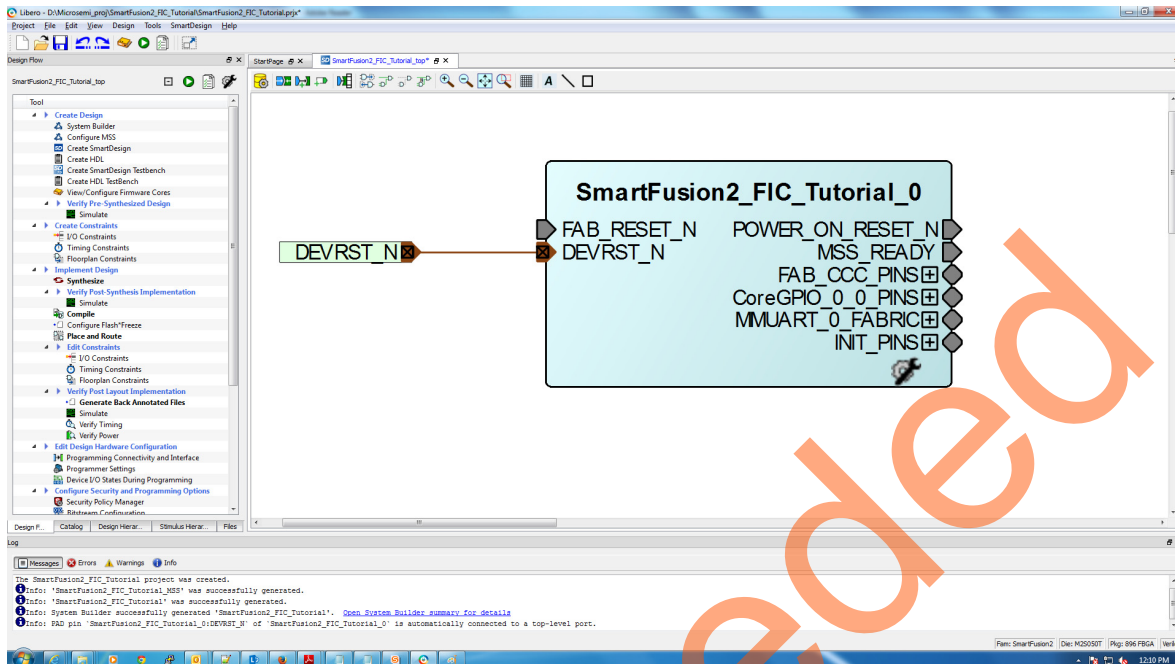 Libero - D:\Microsemi_proj\SmartFusion2_FIC_Tutorial\SmartFusion2_FIC_Tutorial.prjx*
Project File Edit View Design Tools SmartDesign Help
Design Flow
StartPage
SmartFusion2_FIC_Tutorial_top*
SmartFusion2_FIC_Tutorial_top
Tool
Create Design
System Builder
Configure MSS
Create SmartDesign
Create HDL
Create SmartDesign Testbench
Create HDL TestBench
View/Configure Firmware Cores
Verify Pre-Synthesized Design
Simulate
Create Constraints
I/O Constraints
Timing Constraints
Floorplan Constraints
Implement Design
Synthesize
Verify Post-Synthesis Implementation
Simulate
Compile
Configure Flash*Freeze
Place and Route
Edit Constraints
I/O Constraints
Timing Constraints
Floorplan Constraints
Verify Post Layout Implementation
Generate Back Annotated Files
Simulate
Verify Timing
Verify Power
Edit Design Hardware Configuration
Programming Connectivity and Interface
Programmer Settings
Device I/O States During Programming
Configure Security and Programming Options
Security Policy Manager
Bitstream Configuration
Design F... Catalog Design Hierar... Stimulus Hierar... Files
A
SmartFusion2_FIC_Tutorial_0
FAB_RESET_N
DEVRST_N
DEVRST_N
POWER_ON_RESET_N
MSS_READY
FAB_CCC_PINS
CoreGPIO_0_0_PINS
MMUART_0_FABRIC
INIT_PINS
eded
Log
Messages Errors Warnings Info
The SmartFusion2_FIC_Tutorial project was created.
Info: 'SmartFusion2_FIC_Tutorial_MSS' was successfully generated.
Info: 'SmartFusion2_FIC_Tutorial' was successfully generated.
Info: System Builder successfully generated 'SmartFusion2_FIC_Tutorial'. Open System Builder summary for details
Info: PAD pin 'SmartFusion2_FIC_Tutorial_0:DEVRST_N' of 'SmartFusion2_FIC_Tutorial_0' is automatically connected to a top-level port.
Fam: SmartFusion2 Die: M2S050T Pkg: 896 FBGA Veril
12:10 PM